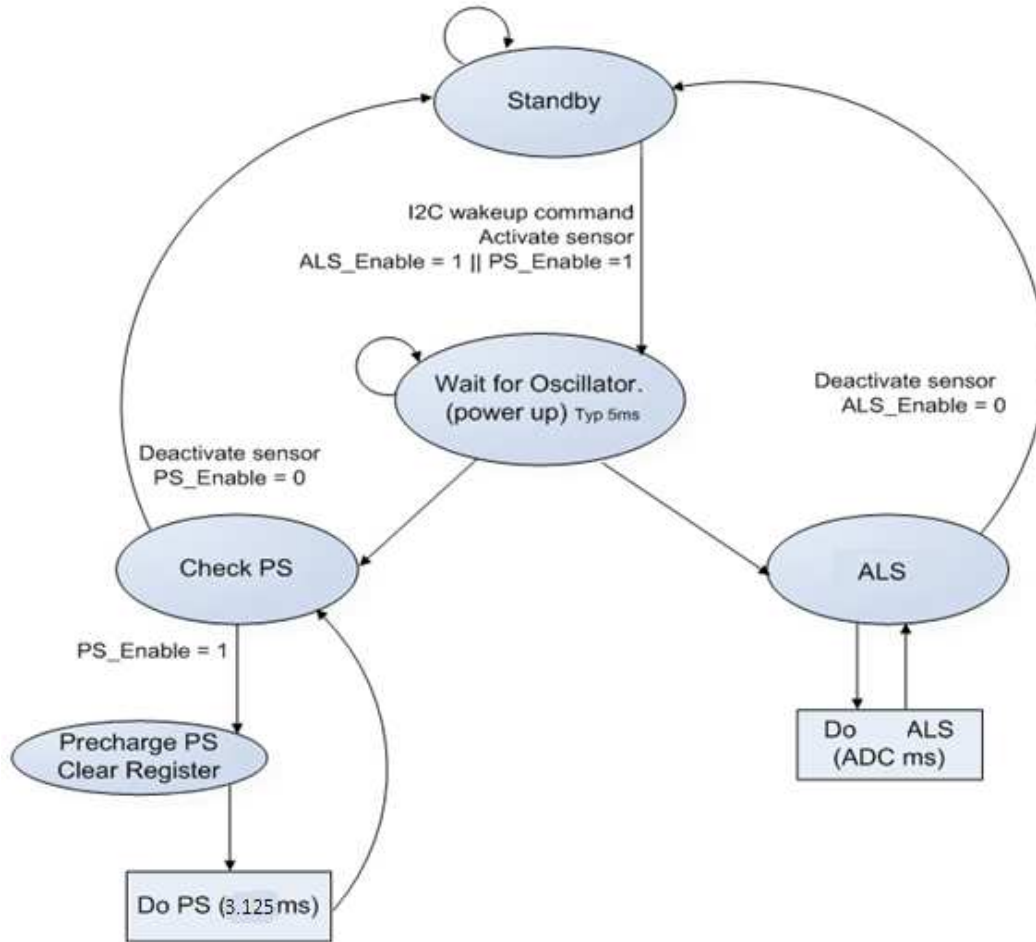 Standby
I2C wakeup command
Activate sensor
ALS_Enable = 1 || PS_Enable =1
Wait for Oscillator.
(power up) Typ 5ms
Deactivate sensor
ALS_Enable = 0
Deactivate sensor
PS_Enable = 0
Check PS
ALS
PS_Enable = 1
Precharge PS
Clear Register
Do ALS
(ADC ms)
Do PS (3.125ms)